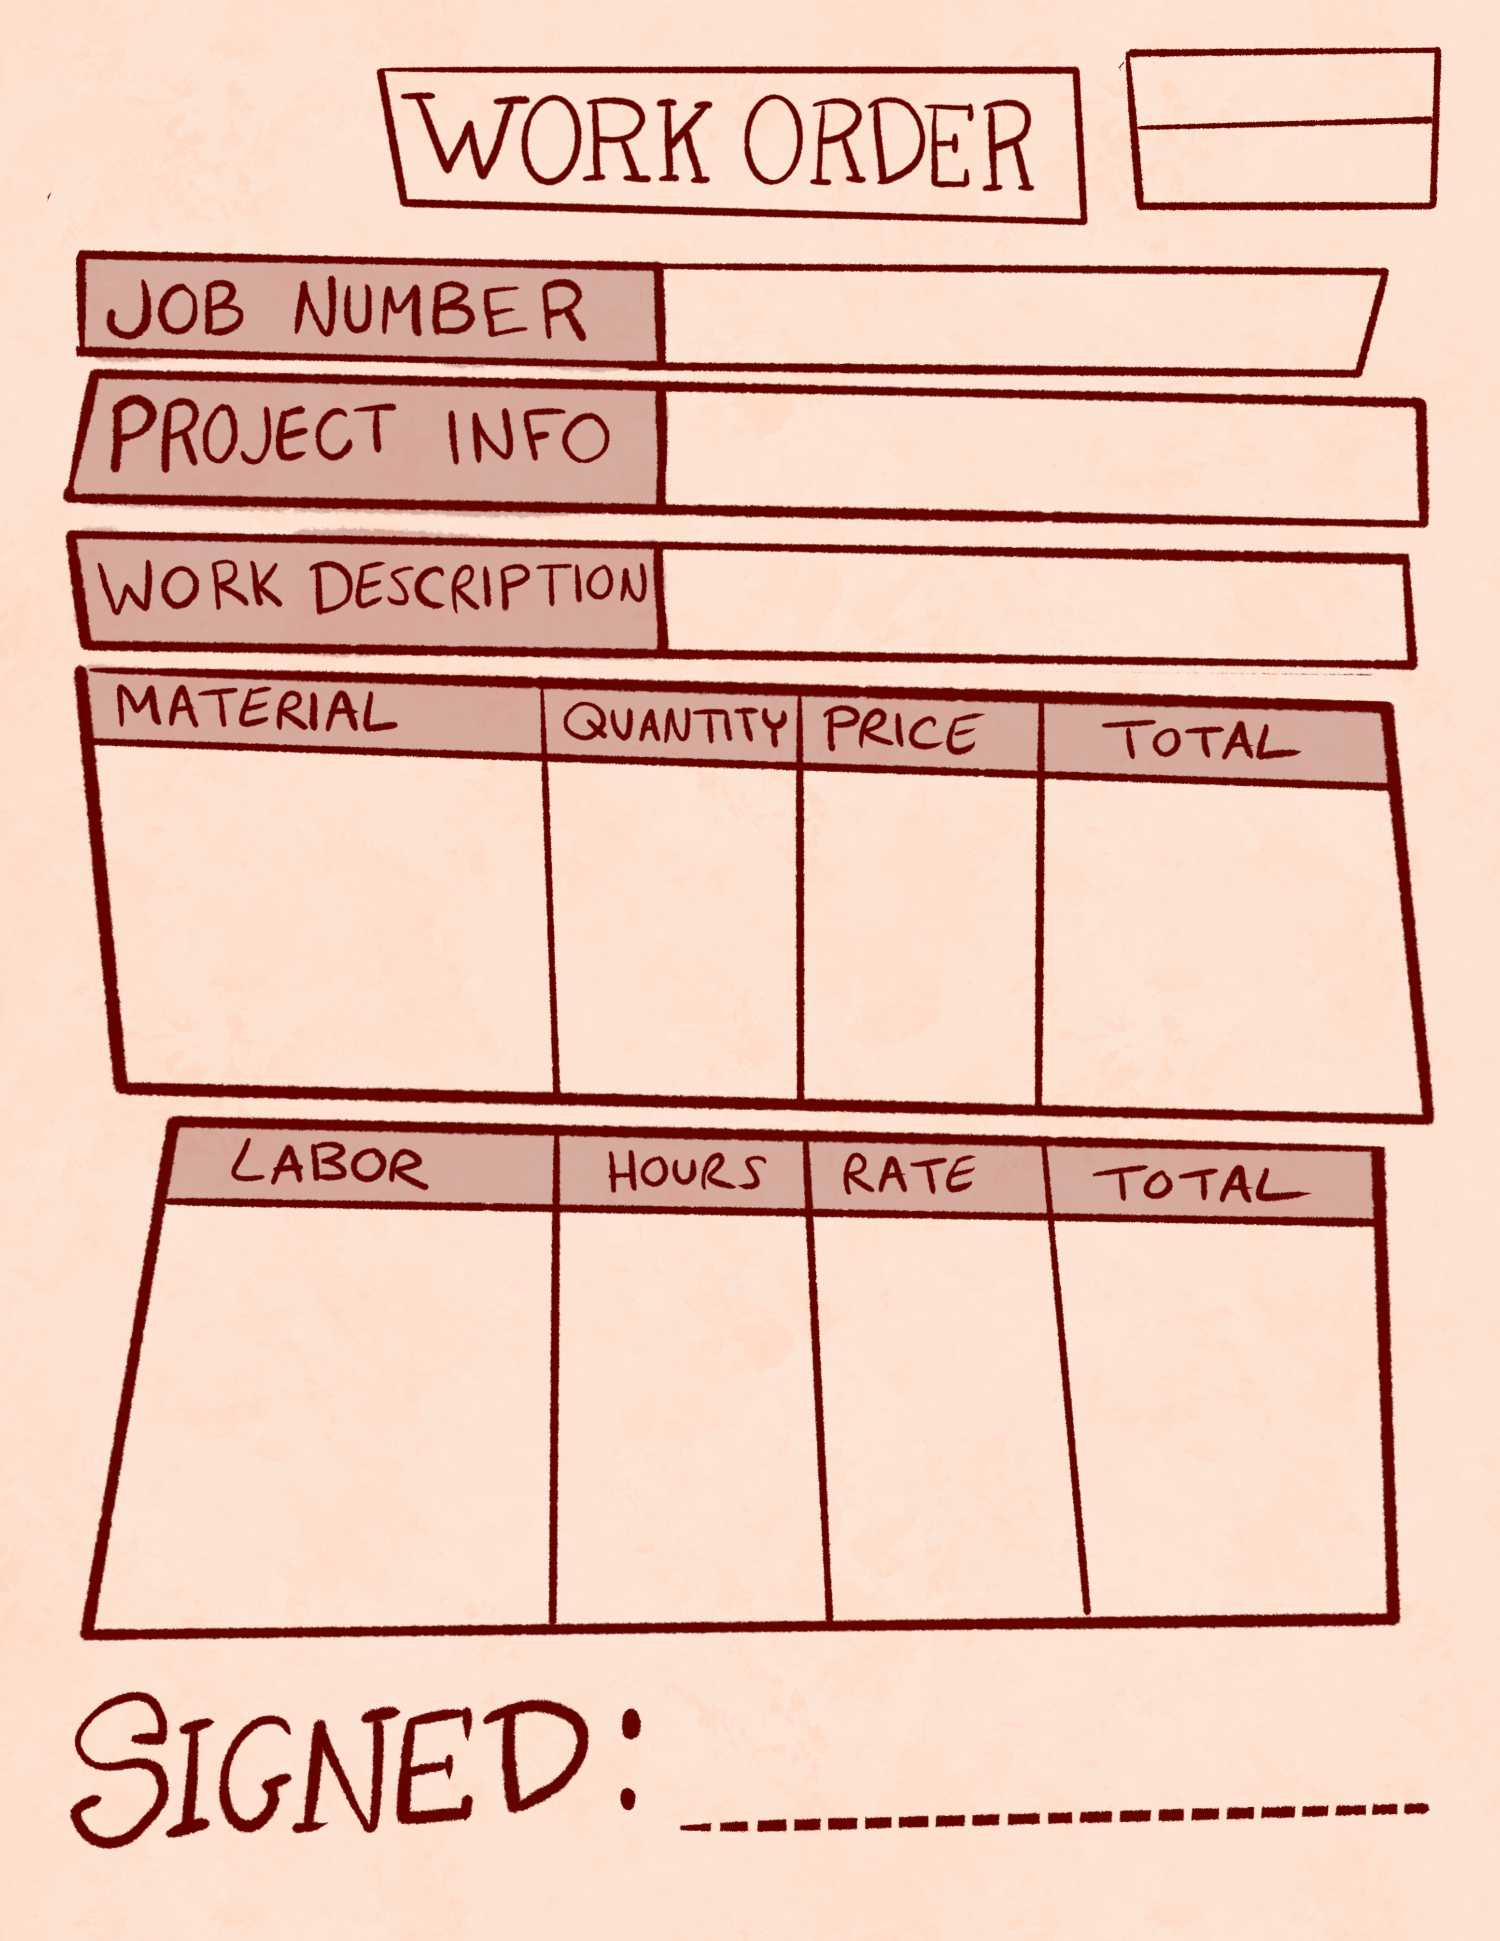 WORK ORDER
JOB NUMBER
PROJECT INFO
WORK DESCRIPTION
MATERIAL QUANTITY PRICE TOTAL
LABOR HOURS RATE TOTAL
SIGNED: